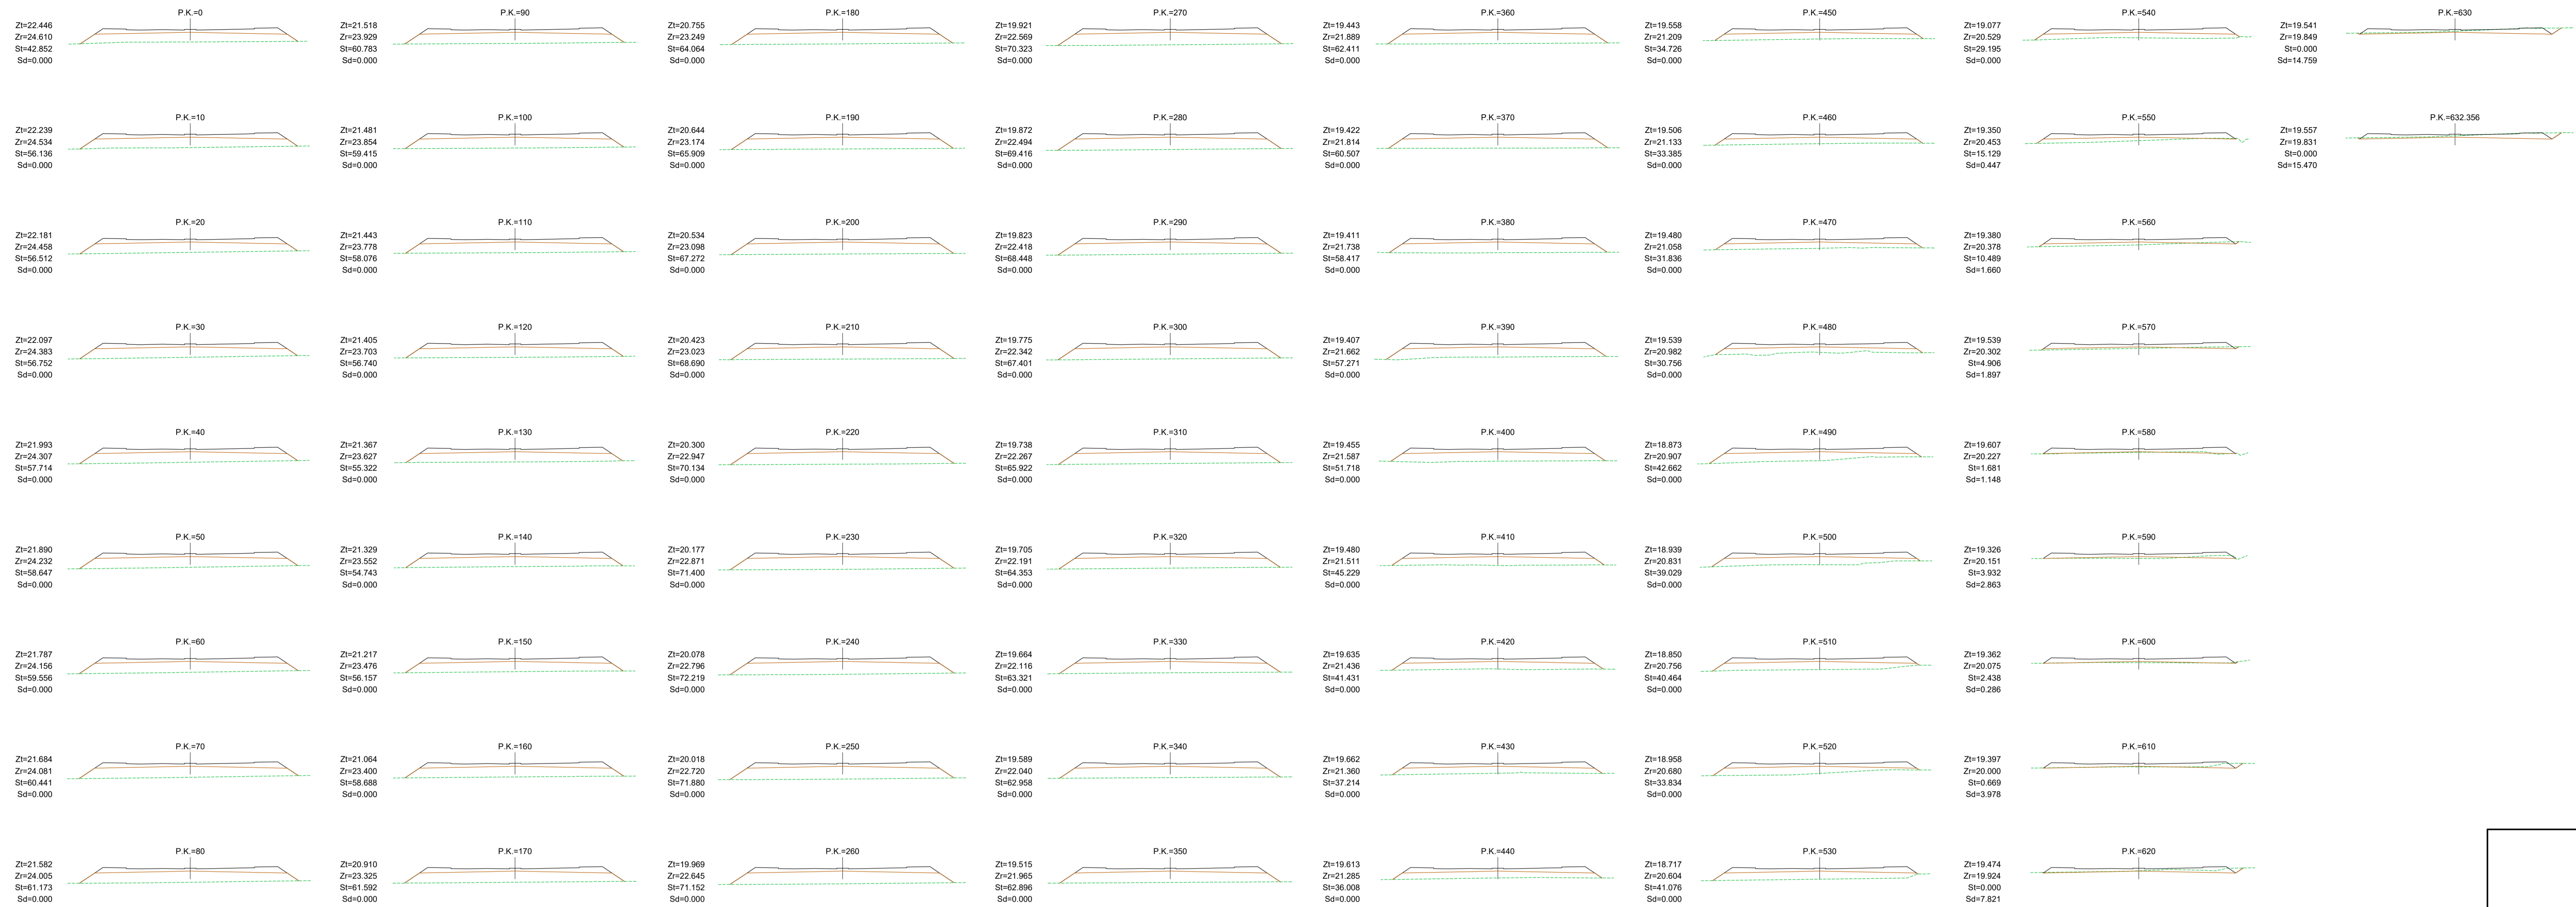 P.K.=0
Zt=22.446
Zr=24.610
St=42.852
Sd=0.000
P.K.=10
Zt=22.239
Zr=24.534
St=56.136
Sd=0.000
P.K.=20
Zt=22.181
Zr=24.458
St=56.512
Sd=0.000
P.K.=30
Zt=22.097
Zr=24.383
St=56.752
Sd=0.000
P.K.=40
Zt=21.993
Zr=24.307
St=57.714
Sd=0.000
P.K.=50
Zt=21.890
Zr=24.232
St=58.647
Sd=0.000
P.K.=60
Zt=21.787
Zr=24.156
St=59.556
Sd=0.000
P.K.=70
Zt=21.684
Zr=24.081
St=60.441
Sd=0.000
P.K.=80
Zt=21.582
Zr=24.005
St=61.173
Sd=0.000
P.K.=90
Zt=21.518
Zr=23.929
St=60.783
Sd=0.000
P.K.=100
Zt=21.481
Zr=23.854
St=59.415
Sd=0.000
P.K.=110
Zt=21.443
Zr=23.778
St=58.076
Sd=0.000
P.K.=120
Zt=21.405
Zr=23.703
St=56.740
Sd=0.000
P.K.=130
Zt=21.367
Zr=23.627
St=55.322
Sd=0.000
P.K.=140
Zt=21.329
Zr=23.552
St=54.743
Sd=0.000
P.K.=150
Zt=21.217
Zr=23.476
St=56.157
Sd=0.000
P.K.=160
Zt=21.064
Zr=23.400
St=58.688
Sd=0.000
P.K.=170
Zt=20.910
Zr=23.325
St=61.592
Sd=0.000
P.K.=180
Zt=20.755
Zr=23.249
St=64.064
Sd=0.000
P.K.=190
Zt=20.644
Zr=23.174
St=65.909
Sd=0.000
P.K.=200
Zt=20.534
Zr=23.098
St=67.272
Sd=0.000
P.K.=210
Zt=20.423
Zr=23.023
St=68.690
Sd=0.000
P.K.=220
Zt=20.300
Zr=22.947
St=70.134
Sd=0.000
P.K.=230
Zt=20.177
Zr=22.871
St=71.400
Sd=0.000
P.K.=240
Zt=20.078
Zr=22.796
St=72.219
Sd=0.000
P.K.=250
Zt=20.018
Zr=22.720
St=71.880
Sd=0.000
P.K.=260
Zt=19.969
Zr=22.645
St=71.152
Sd=0.000
P.K.=270
Zt=19.921
Zr=22.569
St=70.323
Sd=0.000
P.K.=280
Zt=19.872
Zr=22.494
St=69.416
Sd=0.000
P.K.=290
Zt=19.823
Zr=22.418
St=68.448
Sd=0.000
P.K.=300
Zt=19.775
Zr=22.342
St=67.401
Sd=0.000
P.K.=310
Zt=19.738
Zr=22.267
St=65.922
Sd=0.000
P.K.=320
Zt=19.705
Zr=22.191
St=64.353
Sd=0.000
P.K.=330
Zt=19.664
Zr=22.116
St=63.321
Sd=0.000
P.K.=340
Zt=19.589
Zr=22.040
St=62.958
Sd=0.000
P.K.=350
Zt=19.515
Zr=21.965
St=62.896
Sd=0.000
P.K.=360
Zt=19.443
Zr=21.889
St=62.411
Sd=0.000
P.K.=370
Zt=19.422
Zr=21.814
St=60.507
Sd=0.000
P.K.=380
Zt=19.411
Zr=21.738
St=58.417
Sd=0.000
P.K.=390
Zt=19.407
Zr=21.662
St=57.271
Sd=0.000
P.K.=400
Zt=19.455
Zr=21.587
St=51.718
Sd=0.000
P.K.=410
Zt=19.480
Zr=21.511
St=45.229
Sd=0.000
P.K.=420
Zt=19.635
Zr=21.436
St=41.431
Sd=0.000
P.K.=430
Zt=19.662
Zr=21.360
St=37.214
Sd=0.000
P.K.=440
Zt=19.613
Zr=21.285
St=36.008
Sd=0.000
P.K.=450
Zt=19.558
Zr=21.209
St=34.726
Sd=0.000
P.K.=460
Zt=19.506
Zr=21.133
St=33.385
Sd=0.000
P.K.=470
Zt=19.480
Zr=21.058
St=31.836
Sd=0.000
P.K.=480
Zt=19.539
Zr=20.982
St=30.756
Sd=0.000
P.K.=490
Zt=18.873
Zr=20.907
St=42.662
Sd=0.000
P.K.=500
Zt=18.939
Zr=20.831
St=39.029
Sd=0.000
P.K.=510
Zt=18.850
Zr=20.756
St=40.464
Sd=0.000
P.K.=520
Zt=18.958
Zr=20.680
St=33.834
Sd=0.000
P.K.=530
Zt=18.717
Zr=20.604
St=41.076
Sd=0.000
P.K.=540
Zt=19.077
Zr=20.529
St=29.195
Sd=0.000
P.K.=550
Zt=19.350
Zr=20.453
St=15.129
Sd=0.447
P.K.=560
Zt=19.380
Zr=20.378
St=10.489
Sd=1.660
P.K.=570
Zt=19.539
Zr=20.302
St=4.906
Sd=1.897
P.K.=580
Zt=19.607
Zr=20.227
St=1.681
Sd=1.148
P.K.=590
Zt=19.326
Zr=20.151
St=3.932
Sd=2.863
P.K.=600
Zt=19.362
Zr=20.075
St=2.438
Sd=0.286
P.K.=610
Zt=19.397
Zr=20.000
St=0.669
Sd=3.978
P.K.=620
Zt=19.474
Zr=19.924
St=0.000
Sd=7.821
P.K.=630
Zt=19.541
Zr=19.849
St=0.000
Sd=14.759
P.K.=632.356
Zt=19.557
Zr=19.831
St=0.000
Sd=15.470